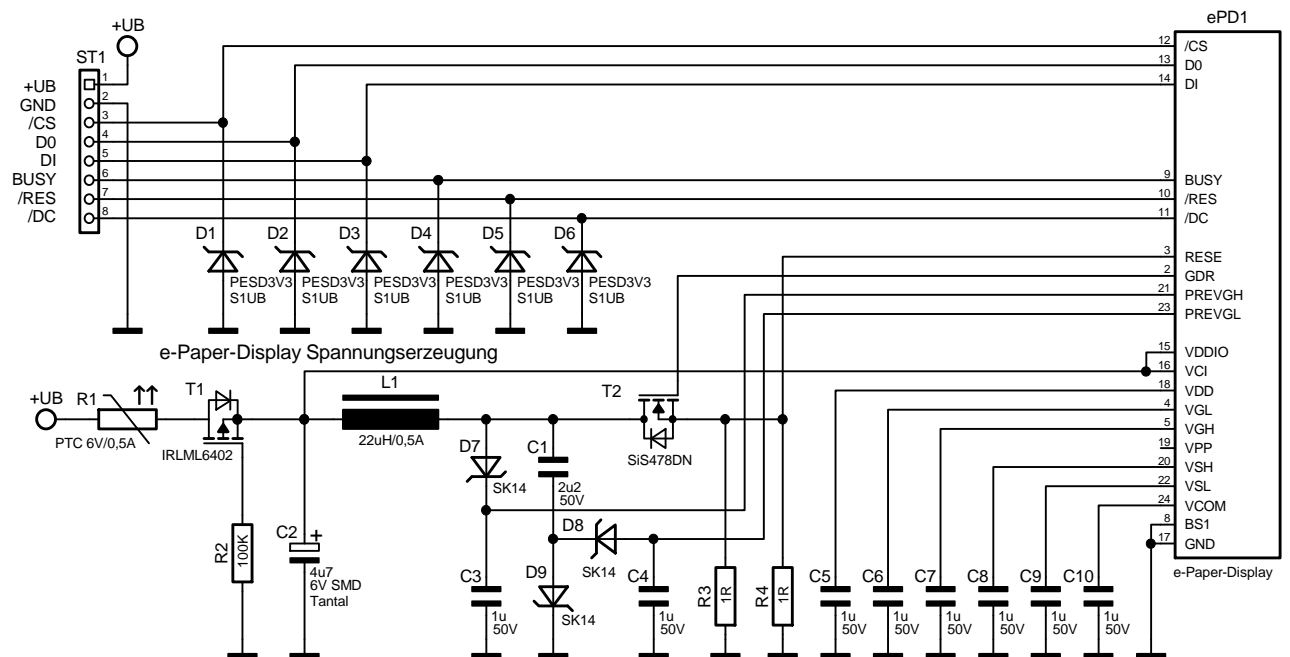 ePD1
+UB
ST1
+UB 1
GND 2
/CS 3
D0 4
DI 5
BUSY 6
/RES 7
/DC 8
12 /CS
13 D0
14 DI
9 BUSY
10 /RES
11 /DC
3 RESE
2 GDR
21 PREVGH
23 PREVGL
15 VDDIO
16 VCI
18 VDD
4 VGL
5 VGH
19 VPP
20 VSH
22 VSL
24 VCOM
8 BS1
17 GND
e-Paper-Display
D1 D2 D3 D4 D5 D6
PESD3V3 PESD3V3 PESD3V3 PESD3V3 PESD3V3 PESD3V3
S1UB S1UB S1UB S1UB S1UB S1UB
e-Paper-Display Spannungserzeugung
+UB
R1
PTC 6V/0,5A
T1
IRLML6402
L1
22uH/0,5A
T2
SiS478DN
D7
SK14
C1
2u2
50V
D8
SK14
D9
SK14
R2
100K
C2
+
4u7
6V SMD
Tantal
C3
1u
50V
C4
1u
50V
R3
1R
R4
1R
C5
1u
50V
C6
1u
50V
C7
1u
50V
C8
1u
50V
C9
1u
50V
C10
1u
50V